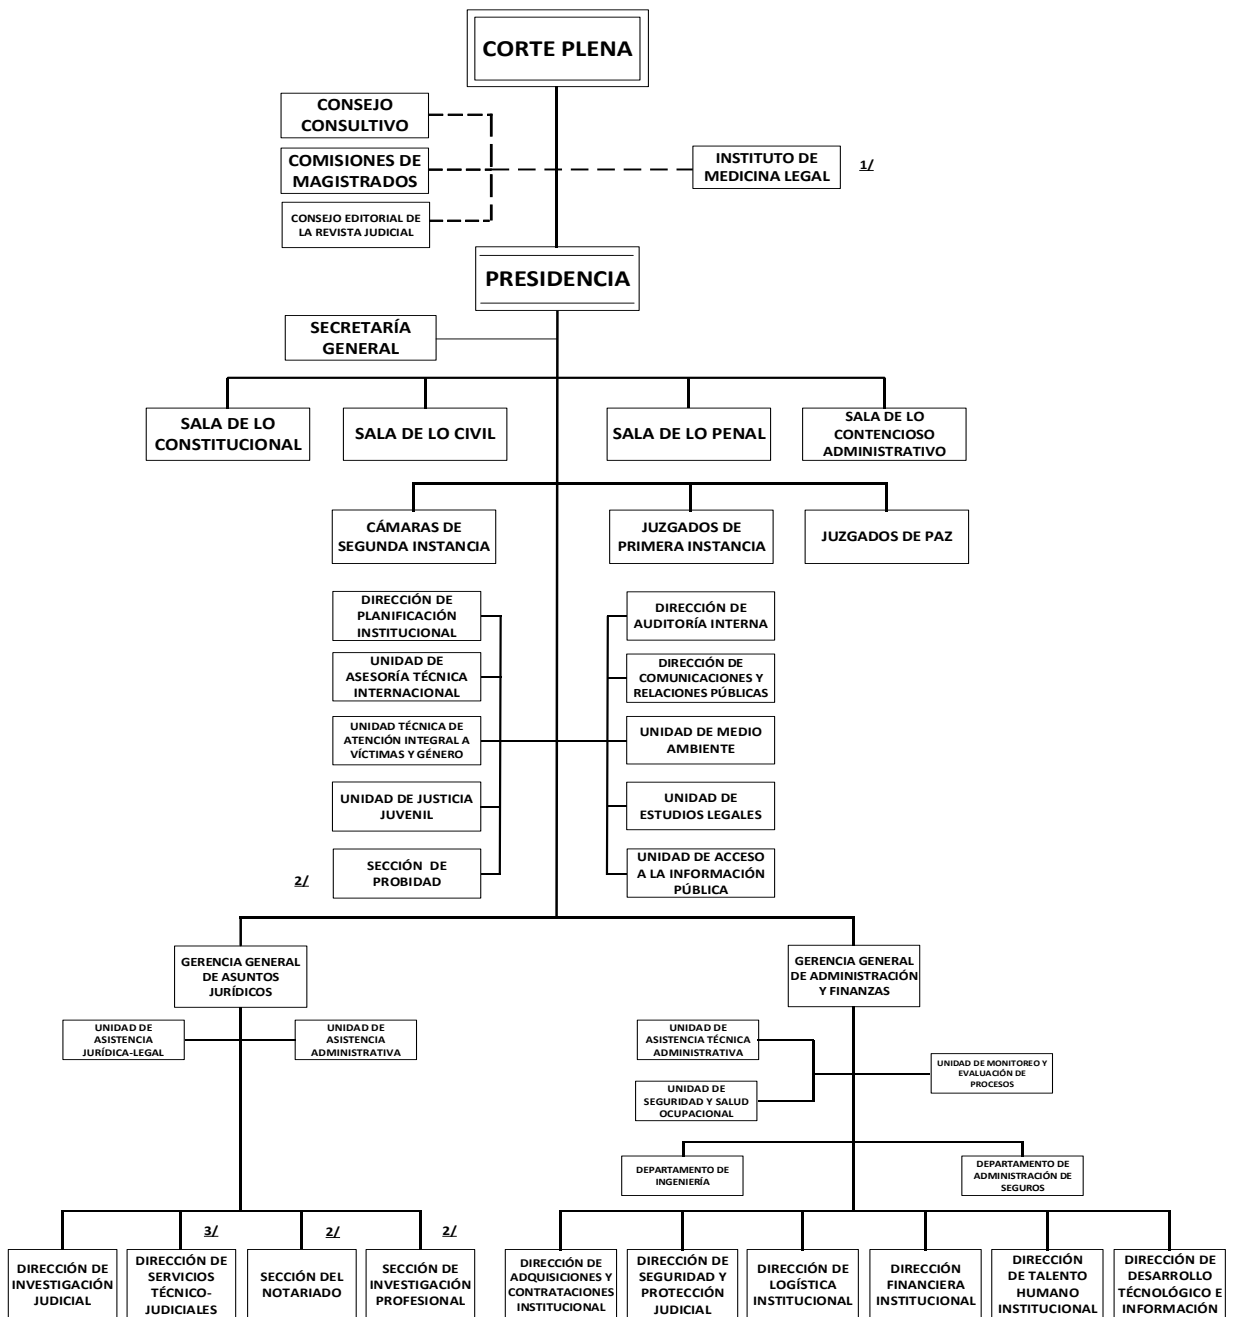 CORTE PLENA
CONSEJO
CONSULTIVO
COMISIONES DE
MAGISTRADOS
INSTITUTO DE
MEDICINA LEGAL
1/
CONSEJO EDITORIAL DE
LA REVISTA JUDICIAL
PRESIDENCIA
SECRETARÍA
GENERAL
SALA DE LO
CONSTITUCIONAL
SALA DE LO CIVIL
SALA DE LO PENAL
SALA DE LO
CONTENCIOSO
ADMINISTRATIVO
CÁMARAS DE
SEGUNDA INSTANCIA
JUZGADOS DE
PRIMERA INSTANCIA
JUZGADOS DE PAZ
DIRECCIÓN DE
PLANIFICACIÓN
INSTITUCIONAL
DIRECCIÓN DE
AUDITORÍA INTERNA
UNIDAD DE
ASESORÍA TÉCNICA
INTERNACIONAL
DIRECCIÓN DE
COMUNICACIONES Y
RELACIONES PÚBLICAS
UNIDAD TÉCNICA DE
ATENCIÓN INTEGRAL A
VÍCTIMAS Y GÉNERO
UNIDAD DE MEDIO
AMBIENTE
UNIDAD DE JUSTICIA
JUVENIL
UNIDAD DE
ESTUDIOS LEGALES
2/
SECCIÓN DE
PROBIDAD
UNIDAD DE ACCESO
A LA INFORMACIÓN
PÚBLICA
GERENCIA GENERAL
DE ASUNTOS
JURÍDICOS
GERENCIA GENERAL
DE ADMINISTRACIÓN
Y FINANZAS
UNIDAD DE
ASISTENCIA
JURÍDICA-LEGAL
UNIDAD DE
ASISTENCIA
ADMINISTRATIVA
UNIDAD DE
ASISTENCIA TÉCNICA
ADMINISTRATIVA
UNIDAD DE MONITOREO Y
EVALUACIÓN DE
PROCESOS
UNIDAD DE
SEGURIDAD Y SALUD
OCUPACIONAL
DEPARTAMENTO DE
INGENIERÍA
DEPARTAMENTO DE
ADMINISTRACIÓN DE
SEGUROS
DIRECCIÓN DE
INVESTIGACIÓN
JUDICIAL
3/
DIRECCIÓN DE
SERVICIOS
TÉCNICO-
JUDICIALES
2/
SECCIÓN DEL
NOTARIADO
2/
SECCIÓN DE
INVESTIGACIÓN
PROFESIONAL
DIRECCIÓN DE
ADQUISICIONES Y
CONTRATACIONES
INSTITUCIONAL
DIRECCIÓN DE
SEGURIDAD Y
PROTECCIÓN
JUDICIAL
DIRECCIÓN DE
LOGÍSTICA
INSTITUCIONAL
DIRECCIÓN
FINANCIERA
INSTITUCIONAL
DIRECCIÓN
DE TALENTO
HUMANO
INSTITUCIONAL
DIRECCIÓN DE
DESARROLLO
TÉCNOLÓGICO E
INFORMACIÓN